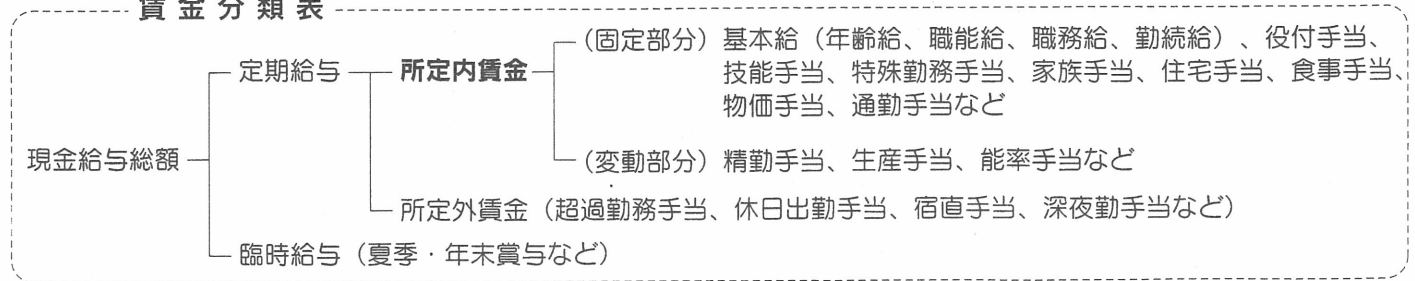 賃金分類表
(固定部分)基本給(年齢給、職能給、職務給、勤続給)、役付手当、
定期給与 所定内賃金 技能手当、特殊勤務手当、家族手当、住宅手当、食事手当、
物価手当、通勤手当など
現金給与総額 (変動部分)精勤手当、生産手当、能率手当など
所定外賃金(超過勤務手当、休日出勤手当、宿直手当、深夜勤手当など)
臨時給与(夏季・年末賞与など)